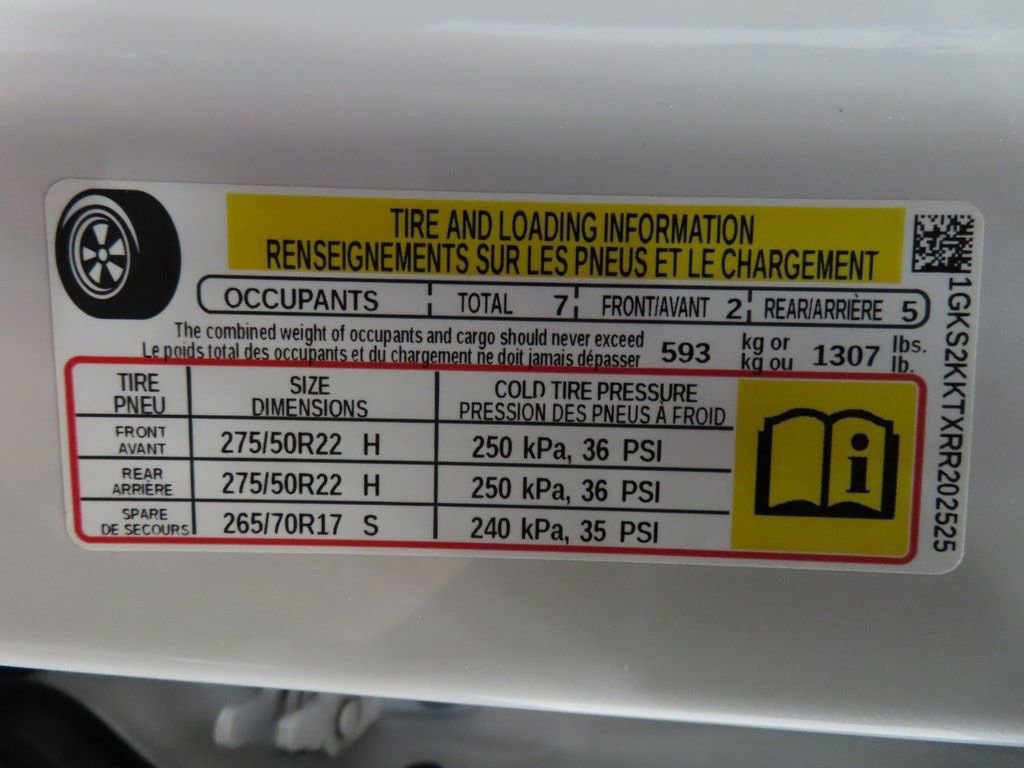 TIRE AND LOADING INFORMATION
RENSEIGNEMENTS SUR LES PNEUS ET LE CHARGEMENT
OCCUPANTS TOTAL 7 FRONT/AVANT 2 REAR/ARRIÈRE 5
The combined weight of occupants and cargo should never exceed 593 kg or 1307 lbs.
Le poids total des occupants et du chargement ne doit jamais dépasser kg ou lb.
TIRE SIZE COLD TIRE PRESSURE
PNEU DIMENSIONS PRESSION DES PNEUS À FROID
FRONT
AVANT 275/50R22 H 250 kPa, 36 PSI
REAR
ARRIÈRE 275/50R22 H 250 kPa, 36 PSI
SPARE
DE SECOURS 265/70R17 S 240 kPa, 35 PSI
i
1GKS2KKTXRR202525